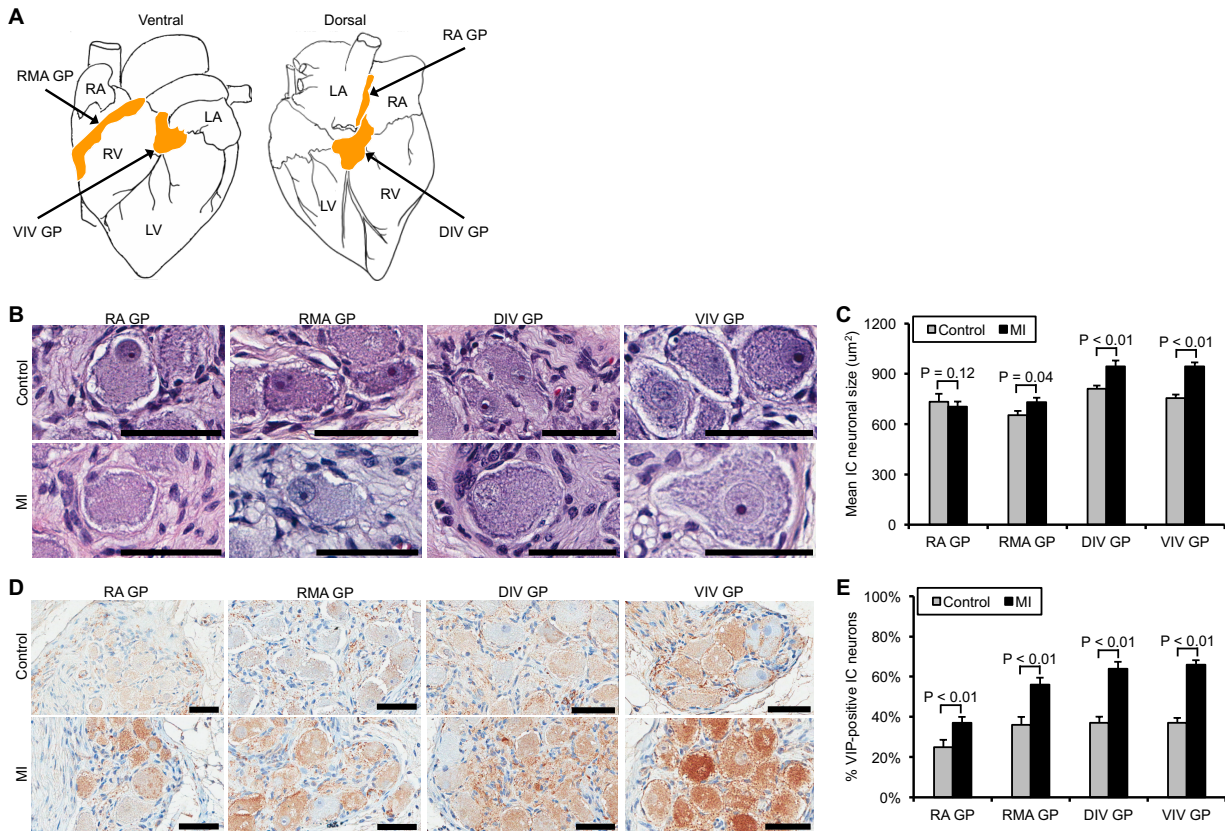 A
Ventral
Dorsal
RA GP
RMA GP
RA
LA
RV
LV
VIV GP
LA
RA
RV
LV
DIV GP
B
RA GP
RMA GP
DIV GP
VIV GP
Control
MI
C
Mean IC neuronal size (um²)
1200
900
600
300
0
Control
MI
P = 0.12
P = 0.04
P < 0.01
P < 0.01
RA GP
RMA GP
DIV GP
VIV GP
D
RA GP
RMA GP
DIV GP
VIV GP
Control
MI
E
% VIP-positive IC neurons
100%
80%
60%
40%
20%
0%
Control
MI
P < 0.01
P < 0.01
P < 0.01
P < 0.01
RA GP
RMA GP
DIV GP
VIV GP